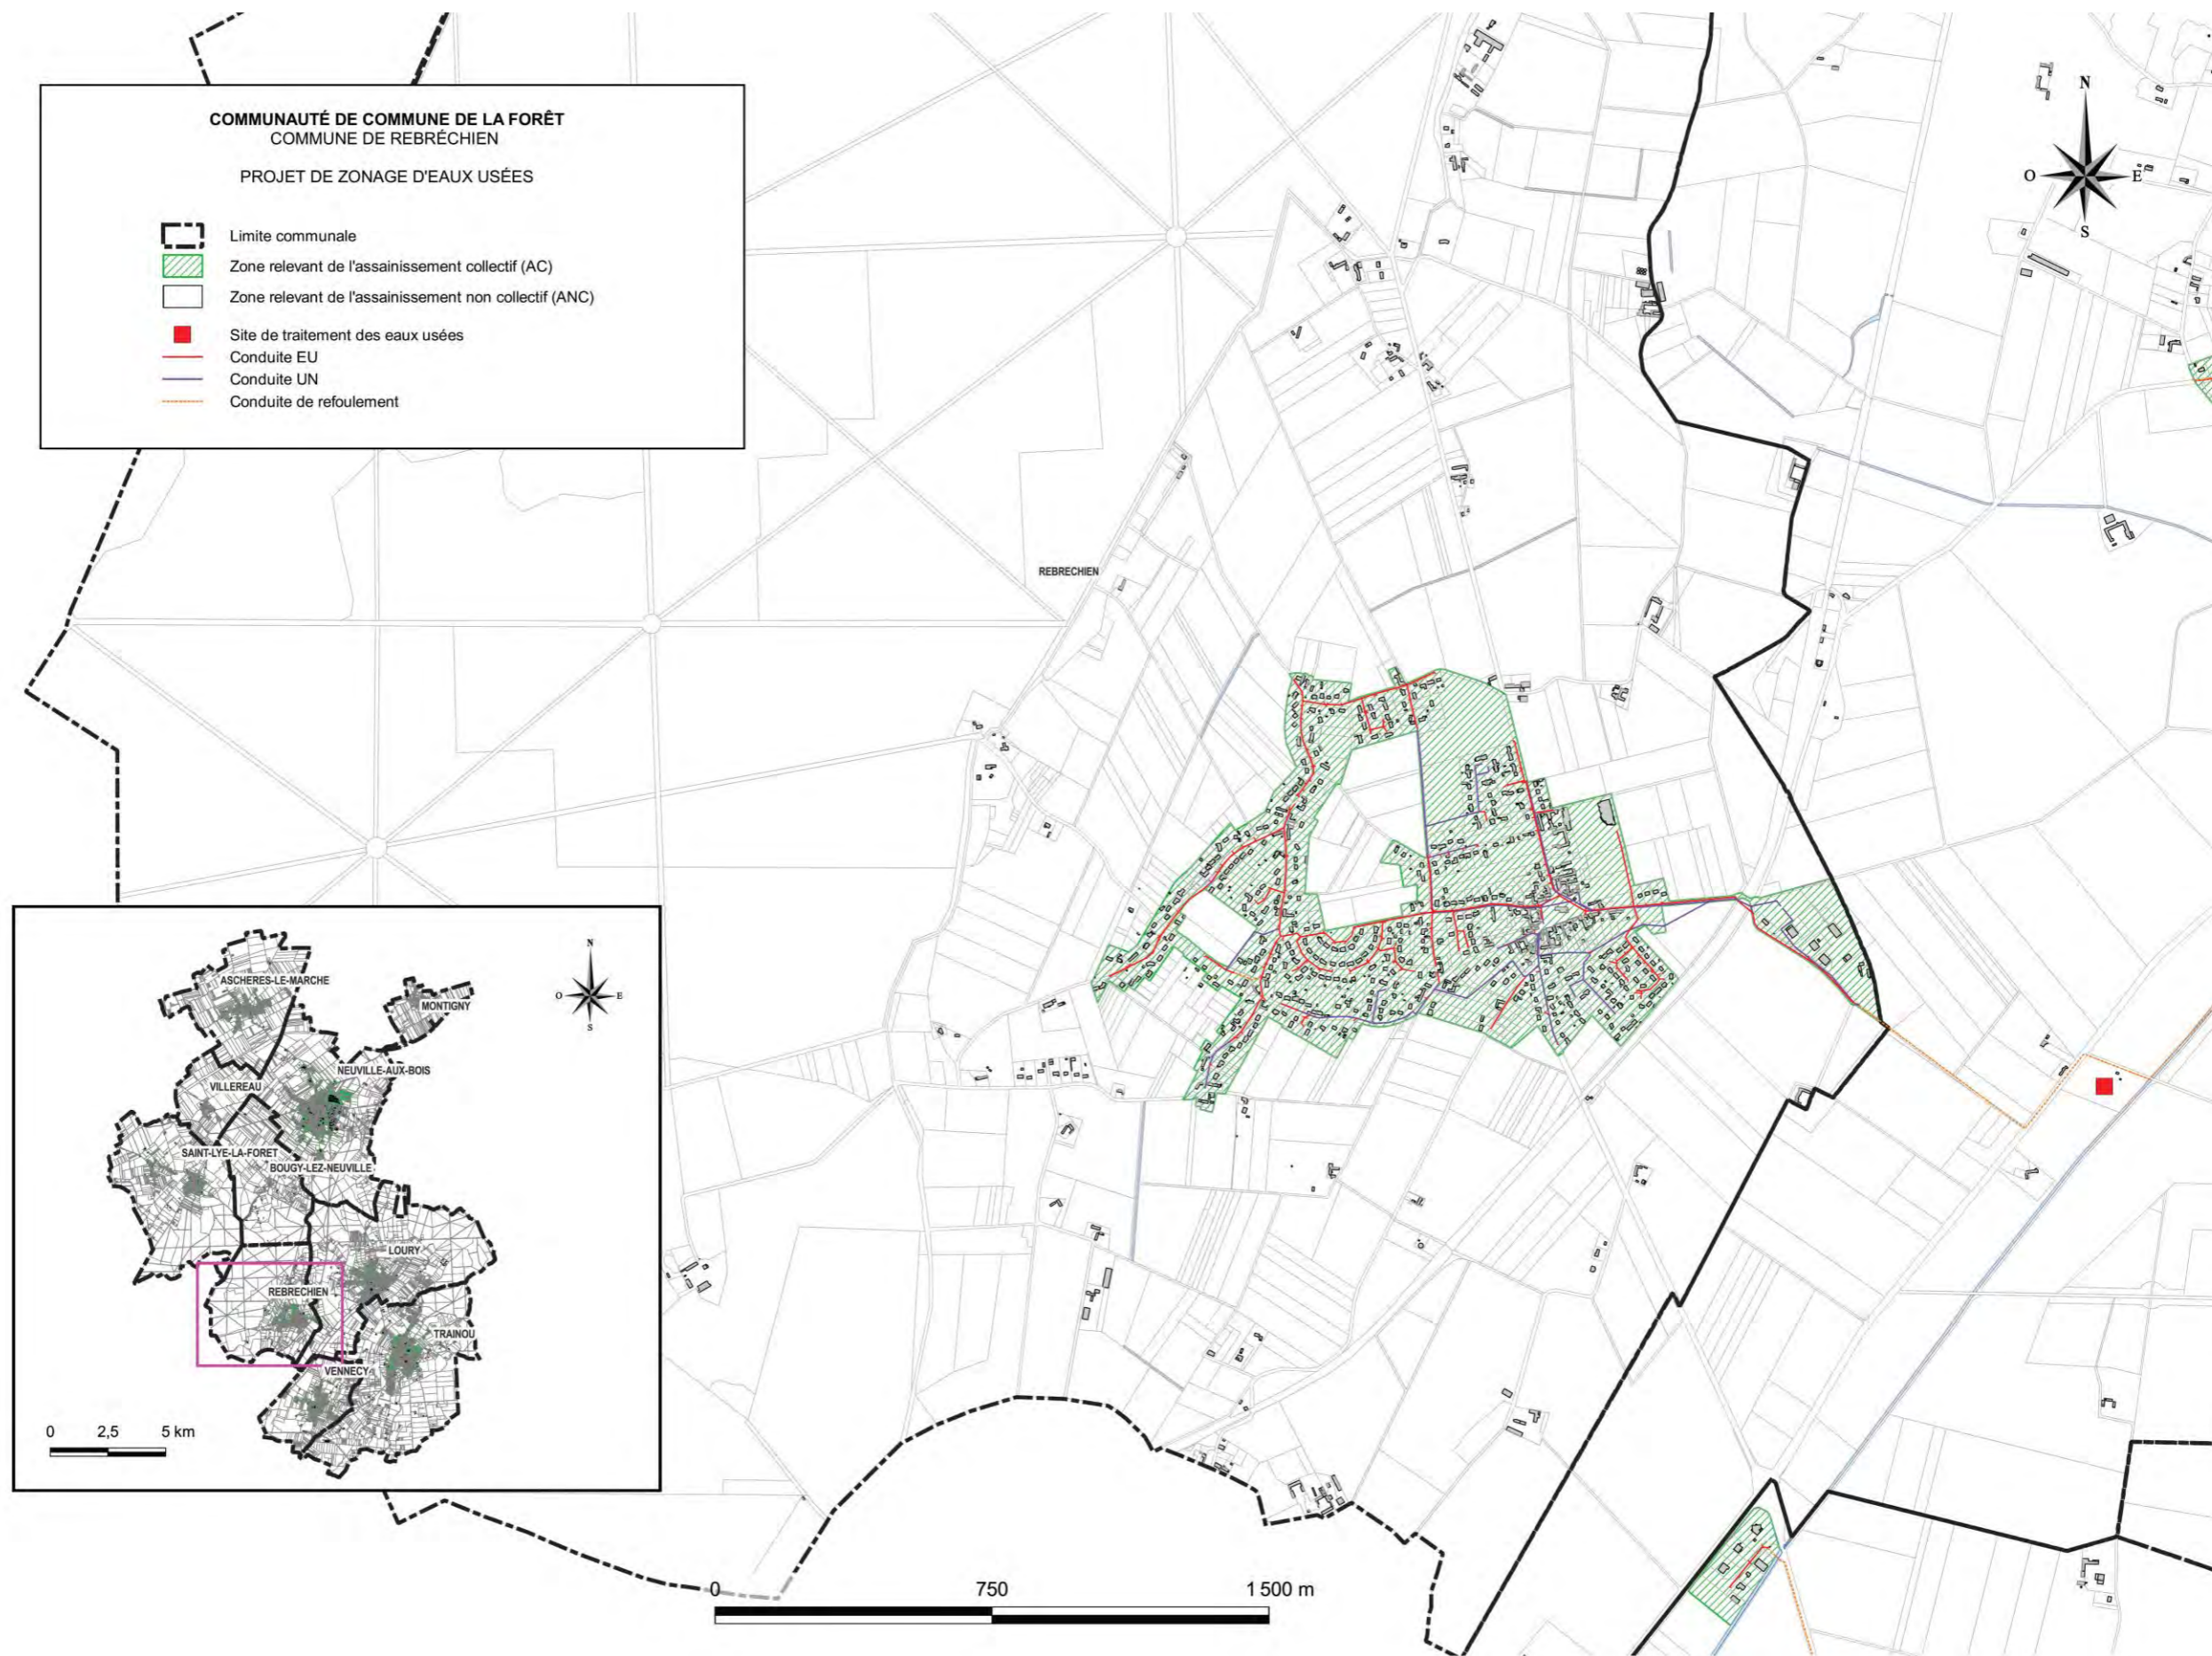 COMMUNAUTÉ DE COMMUNE DE LA FORÊT
COMMUNE DE REBRÉCHIEN
PROJET DE ZONAGE D'EAUX USÉES
Limite communale
Zone relevant de l'assainissement collectif (AC)
Zone relevant de l'assainissement non collectif (ANC)
Site de traitement des eaux usées
Conduite EU
Conduite UN
Conduite de refoulement
N
O
E
S
REBRECHIEN
N
O
E
S
ASCHERES-LE-MARCHE
MONTIGNY
NEUVILLE-AUX-BOIS
VILLEREAU
SAINT-LYE-LA-FORET
BOUGY-LEZ-NEUVILLE
LOURY
REBRECHIEN
TRAINOU
VENNECY
0 2,5 5 km
0 750 1 500 m